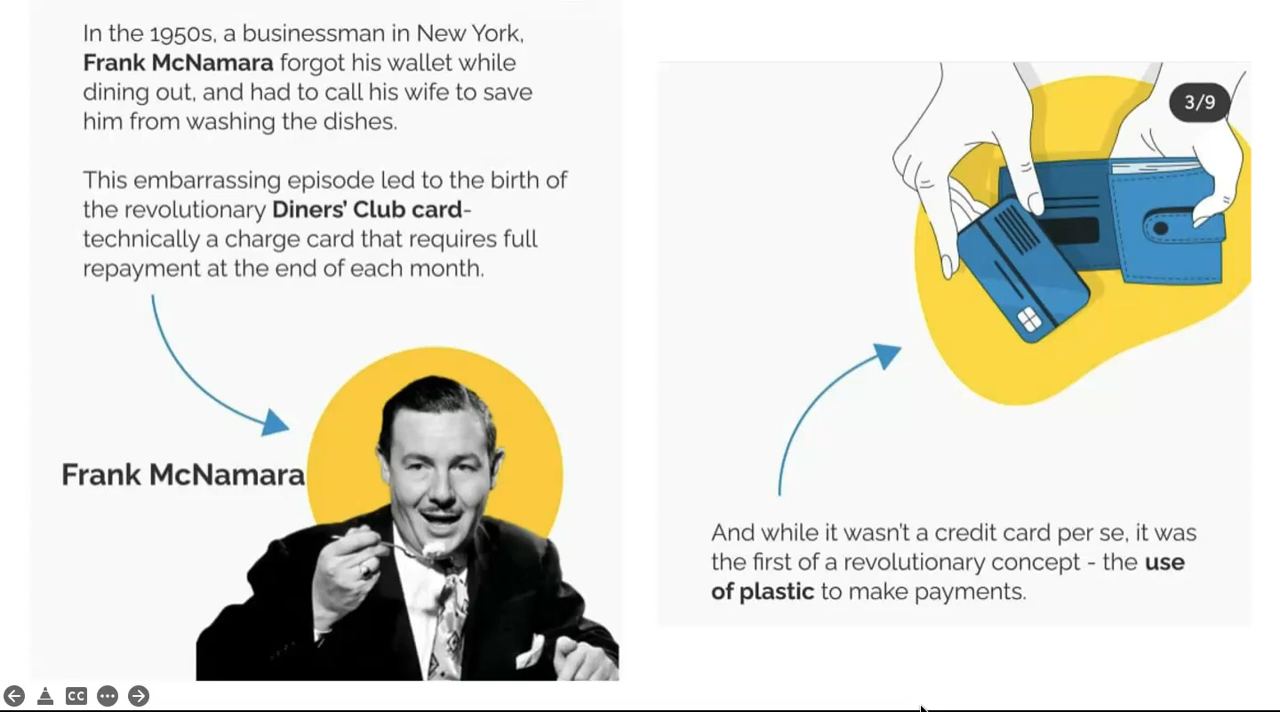 In the 1950s, a businessman in New York,
Frank McNamara forgot his wallet while
dining out, and had to call his wife to save
him from washing the dishes.
This embarrassing episode led to the birth of
the revolutionary Diners' Club card-
technically a charge card that requires full
repayment at the end of each month.
Frank McNamara
3/9
And while it wasn't a credit card per se, it was
the first of a revolutionary concept - the use
of plastic to make payments.
CC